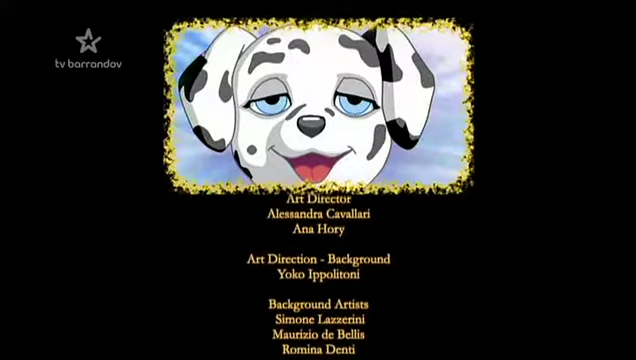 tv barrandov
Art Director
Alessandra Cavallari
Ana Hory
Art Direction - Background
Yoko Ippolitoni
Background Artists
Simone Lazzerini
Maurizio de Bellis
Romina Denti